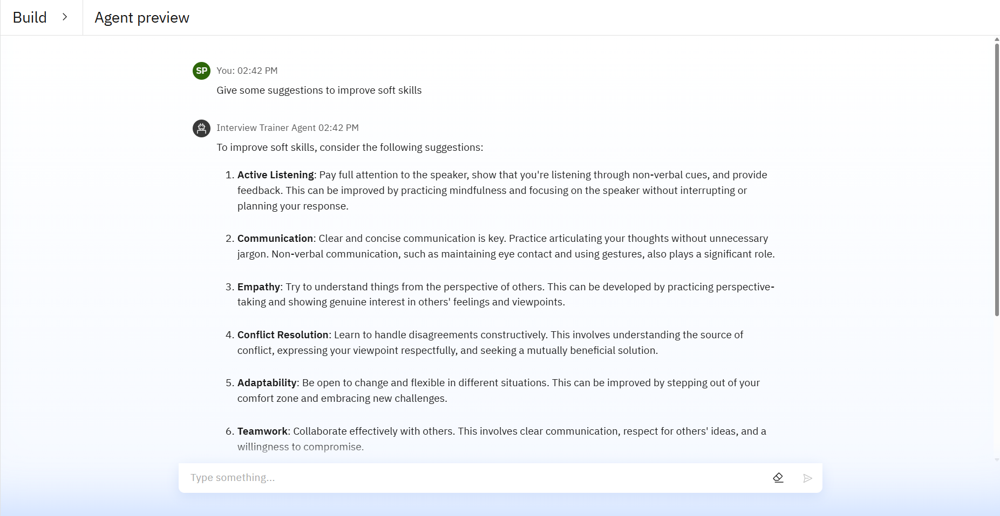 Build
Agent preview
SP
You: 02:42 PM
Give some suggestions to improve soft skills
Interview Trainer Agent 02:42 PM
To improve soft skills, consider the following suggestions:
1. Active Listening: Pay full attention to the speaker, show that you're listening through non-verbal cues, and provide
feedback. This can be improved by practicing mindfulness and focusing on the speaker without interrupting or
planning your response.
2. Communication: Clear and concise communication is key. Practice articulating your thoughts without unnecessary
jargon. Non-verbal communication, such as maintaining eye contact and using gestures, also plays a significant role.
3. Empathy: Try to understand things from the perspective of others. This can be developed by practicing perspective-
taking and showing genuine interest in others' feelings and viewpoints.
4. Conflict Resolution: Learn to handle disagreements constructively. This involves understanding the source of
conflict, expressing your viewpoint respectfully, and seeking a mutually beneficial solution.
5. Adaptability: Be open to change and flexible in different situations. This can be improved by stepping out of your
comfort zone and embracing new challenges.
6. Teamwork: Collaborate effectively with others. This involves clear communication, respect for others' ideas, and a
willingness to compromise.
Type something...